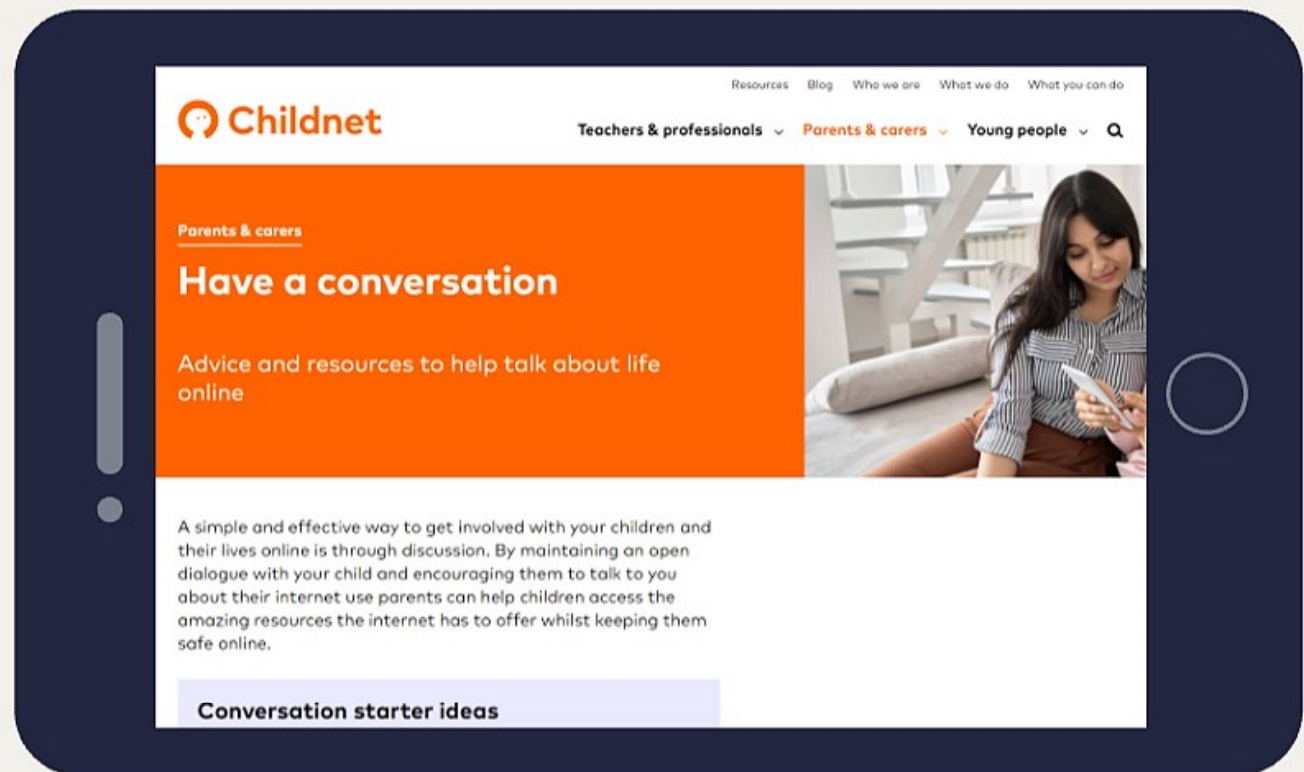 Resources Blog Who we are What we do What you can do
Childnet
Teachers & professionals Parents & carers Young people
Parents & carers
Have a conversation
Advice and resources to help talk about life
online
A simple and effective way to get involved with your children and
their lives online is through discussion. By maintaining an open
dialogue with your child and encouraging them to talk to you
about their internet use parents can help children access the
amazing resources the internet has to offer whilst keeping them
safe online.
Conversation starter ideas